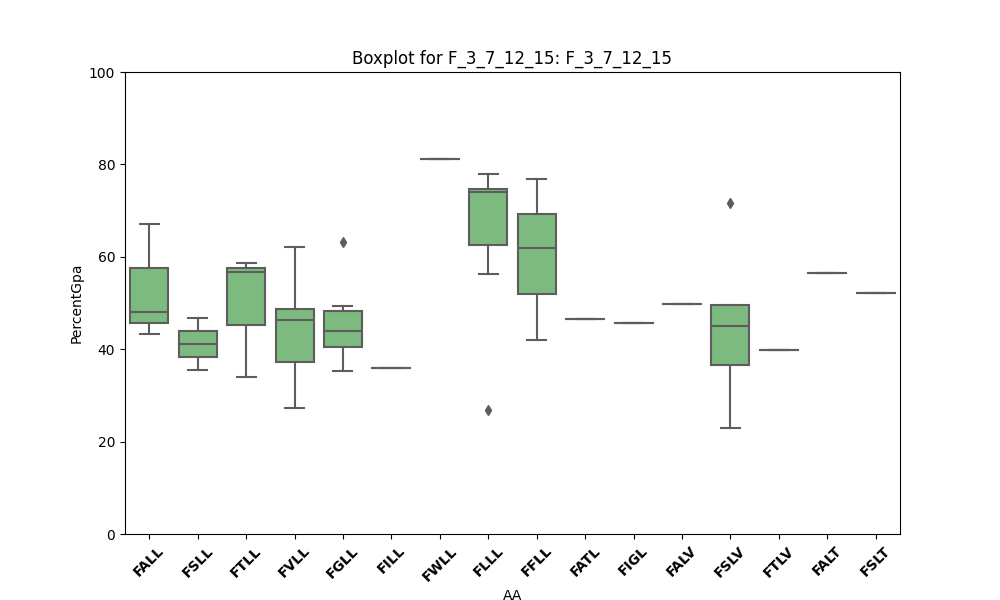 Boxplot for F_3_7_12_15: F_3_7_12_15
100
80
60
40
20
0
PercentGpa
FALL
FSLL
FTLL
FVLL
FGLL
FILL
FWLL
FLLL
FFLL
FATL
FIGL
FALV
FSLV
FTLV
FALT
FSLT
AA